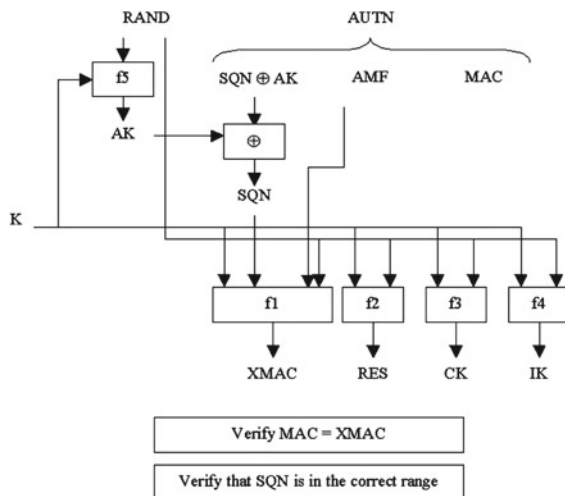 RAND AUTN
f5 SQN ⊕ AK AMF MAC
AK ⊕
SQN
K
f1 f2 f3 f4
XMAC RES CK IK
Verify MAC = XMAC
Verify that SQN is in the correct range